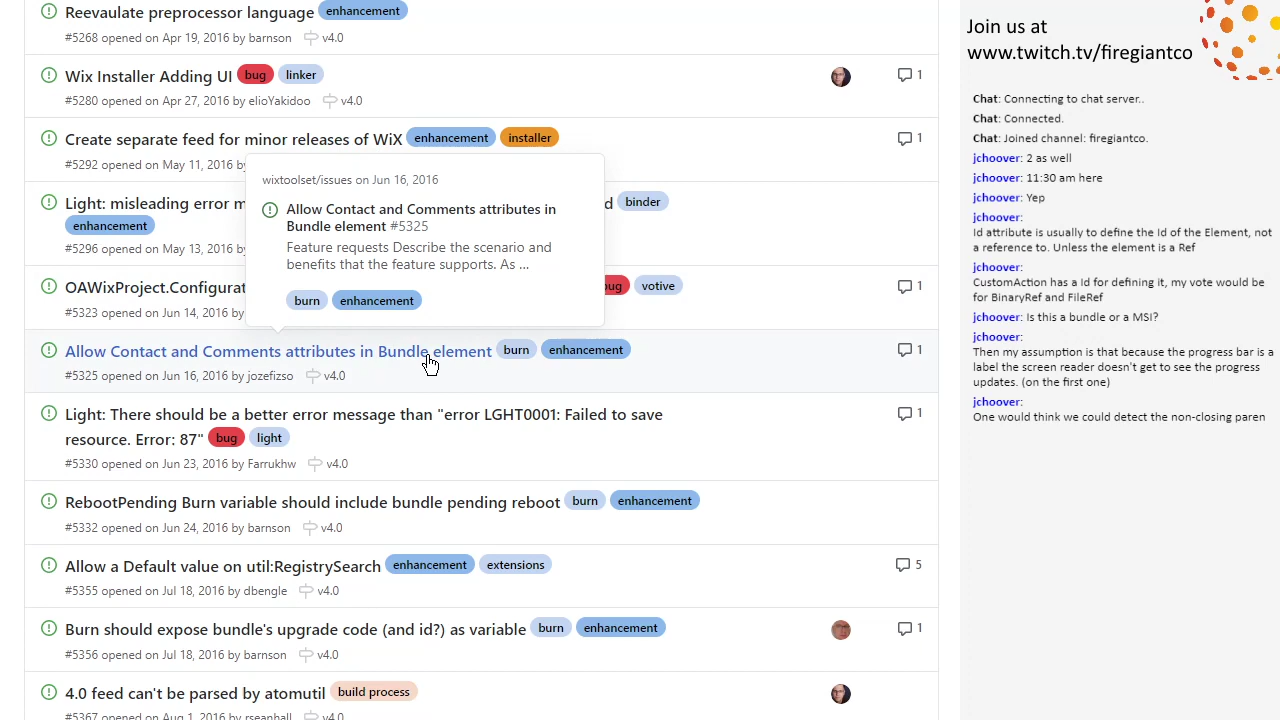 Reevaulate preprocessor language enhancement
#5268 opened on Apr 19, 2016 by barnson v4.0
Wix Installer Adding UI bug linker
1
#5280 opened on Apr 27, 2016 by elioYakidoo v4.0
Create separate feed for minor releases of WiX enhancement installer
1
#5292 opened on May 11, 2016 by
wixtoolset/issues on Jun 16, 2016
Allow Contact and Comments attributes in
Bundle element #5325
Feature requests Describe the scenario and
benefits that the feature supports. As ...
burn enhancement
Light: misleading error m
d binder
enhancement
#5296 opened on May 13, 2016 by
OAWixProject.Configurat
bug votive
1
#5323 opened on Jun 14, 2016 by
Allow Contact and Comments attributes in Bundle element burn enhancement
1
#5325 opened on Jun 16, 2016 by jozefizso v4.0
Light: There should be a better error message than "error LGHT0001: Failed to save
resource. Error: 87" bug light
1
#5330 opened on Jun 23, 2016 by Farrukhw v4.0
RebootPending Burn variable should include bundle pending reboot burn enhancement
#5332 opened on Jun 24, 2016 by barnson v4.0
Allow a Default value on util:RegistrySearch enhancement extensions
5
#5355 opened on Jul 18, 2016 by dbengle v4.0
Burn should expose bundle's upgrade code (and id?) as variable burn enhancement
1
#5356 opened on Jul 18, 2016 by barnson v4.0
4.0 feed can't be parsed by atomutil build process
#5367 opened on Aug 1, 2016 by rseanhall v4.0
Join us at
www.twitch.tv/firegiantco
Chat: Connecting to chat server..
Chat: Connected.
Chat: Joined channel: firegiantco.
jchoover: 2 as well
jchoover: 11:30 am here
jchoover: Yep
jchoover:
Id attribute is usually to define the Id of the Element, not
a reference to. Unless the element is a Ref
jchoover:
CustomAction has a Id for defining it, my vote would be
for BinaryRef and FileRef
jchoover: Is this a bundle or a MSI?
jchoover:
Then my assumption is that because the progress bar is a
label the screen reader doesn't get to see the progress
updates. (on the first one)
jchoover:
One would think we could detect the non-closing paren